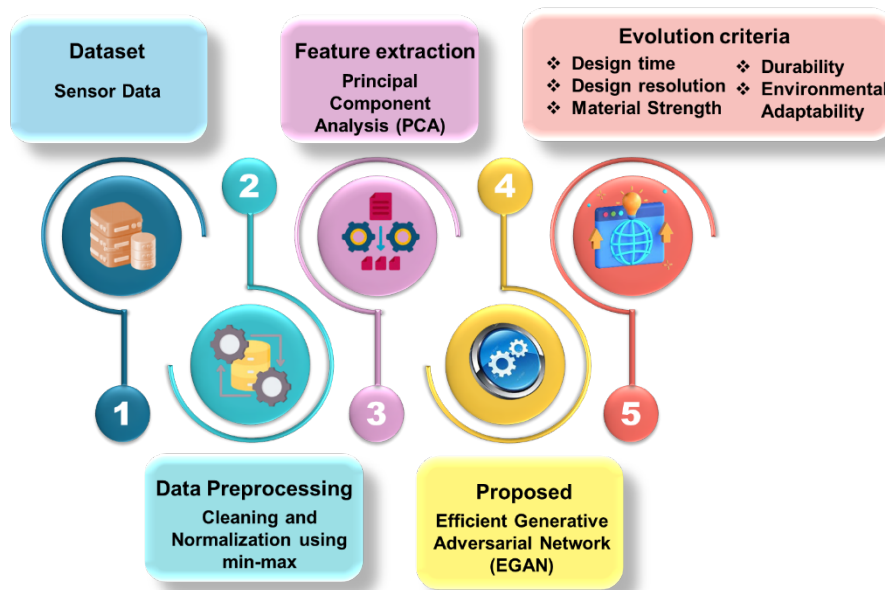 Dataset
Sensor Data
1
2
Data Preprocessing
Cleaning and
Normalization using
min-max
Feature extraction
Principal
Component
Analysis (PCA)
3
4
Proposed
Efficient Generative
Adversarial Network
(EGAN)
Evolution criteria
❖ Design time
❖ Design resolution
❖ Material Strength
❖ Durability
❖ Environmental
Adaptability
5